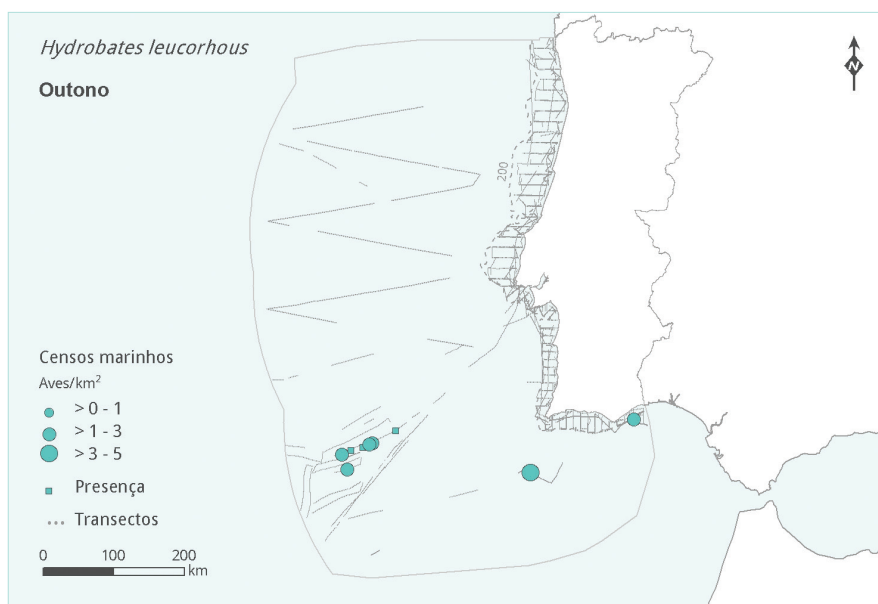 Hydrobates leucorhous
Outono
N
200
Censos marinhos
Aves/km²
> 0 - 1
> 1 - 3
> 3 - 5
Presença
Transectos
0 100 200
km